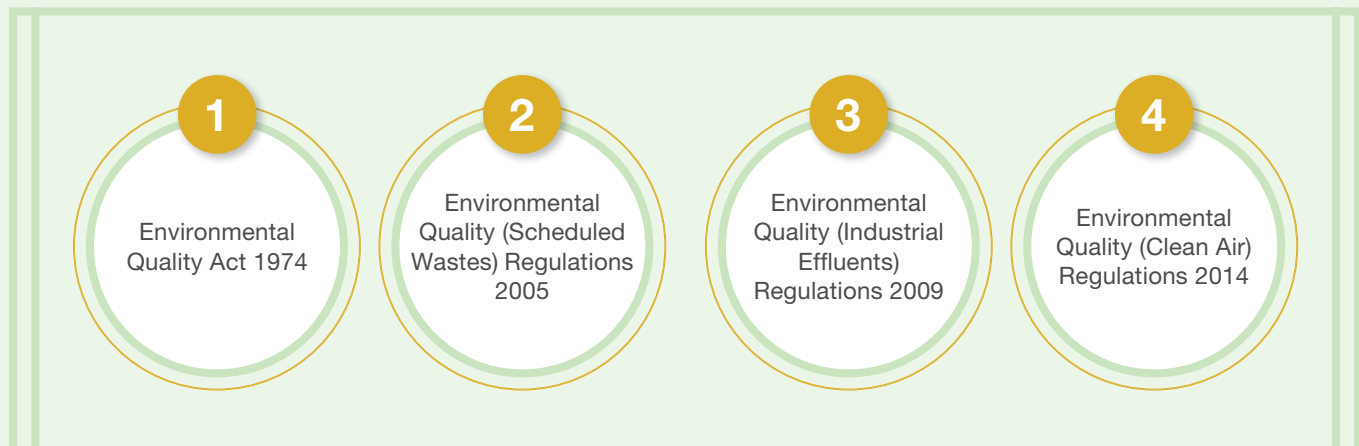 1
Environmental
Quality Act 1974
2
Environmental
Quality (Scheduled
Wastes) Regulations
2005
3
Environmental
Quality (Industrial
Effluents)
Regulations 2009
4
Environmental
Quality (Clean Air)
Regulations 2014